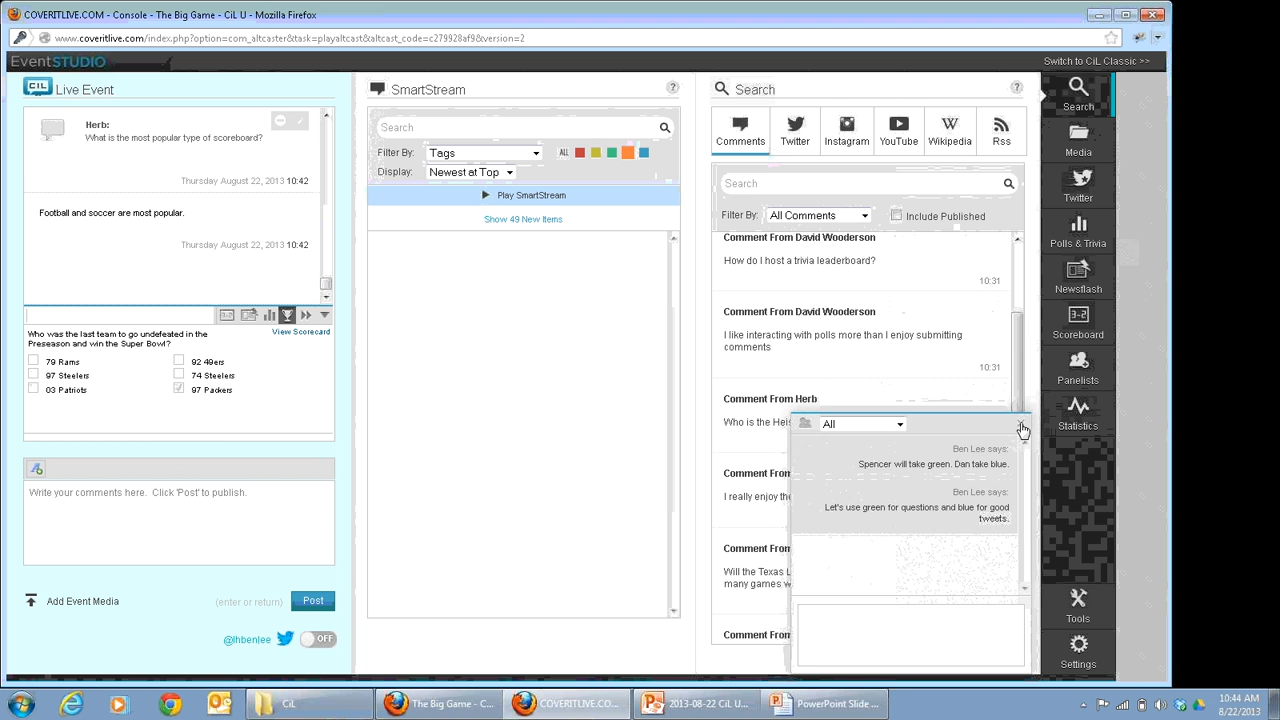 COVERITLIVE.COM - Console - The Big Game - CiL U - Mozilla Firefox
www.coveritlive.com/index.php?option=com_altcaster&task=playaltcast&altcast_code=c279928af9&version=2
EventSTUDIO
Switch to CiL Classic >>
CiL Live Event
Herb:
What is the most popular type of scoreboard?
Thursday August 22, 2013 10:42
Football and soccer are most popular.
Thursday August 22, 2013 10:42
Who was the last team to go undefeated in the
Preseason and win the Super Bowl?
View Scorecard
79 Rams
92 49ers
97 Steelers
74 Steelers
03 Patriots
97 Packers
Write your comments here. Click 'Post' to publish.
Add Event Media
(enter or return)
Post
@lhbenlee
OFF
SmartStream
?
Search
Filter By:
Tags
ALL
Display:
Newest at Top
Play SmartStream
Show 49 New Items
Search
?
Comments
Twitter
Instagram
YouTube
Wikipedia
Rss
Search
Filter By:
All Comments
Include Published
Comment From David Wooderson
How do I host a trivia leaderboard?
10:31
Comment From David Wooderson
I like interacting with polls more than I enjoy submitting
comments
10:31
Comment From Herb
Who is the Heis
Comment From
I really enjoy the
Comment From
Will the Texas L
many games w
Comment From
All
Ben Lee says:
Spencer will take green. Dan take blue.
Ben Lee says:
Let's use green for questions and blue for good
tweets.
Search
Media
Twitter
Polls & Trivia
Newsflash
3-2
Scoreboard
Panelists
Statistics
Tools
Settings
CiL
The Big Game - C...
COVERITLIVE.CO...
2013-08-22 CiL U...
PowerPoint Slide ...
10:44 AM
8/22/2013